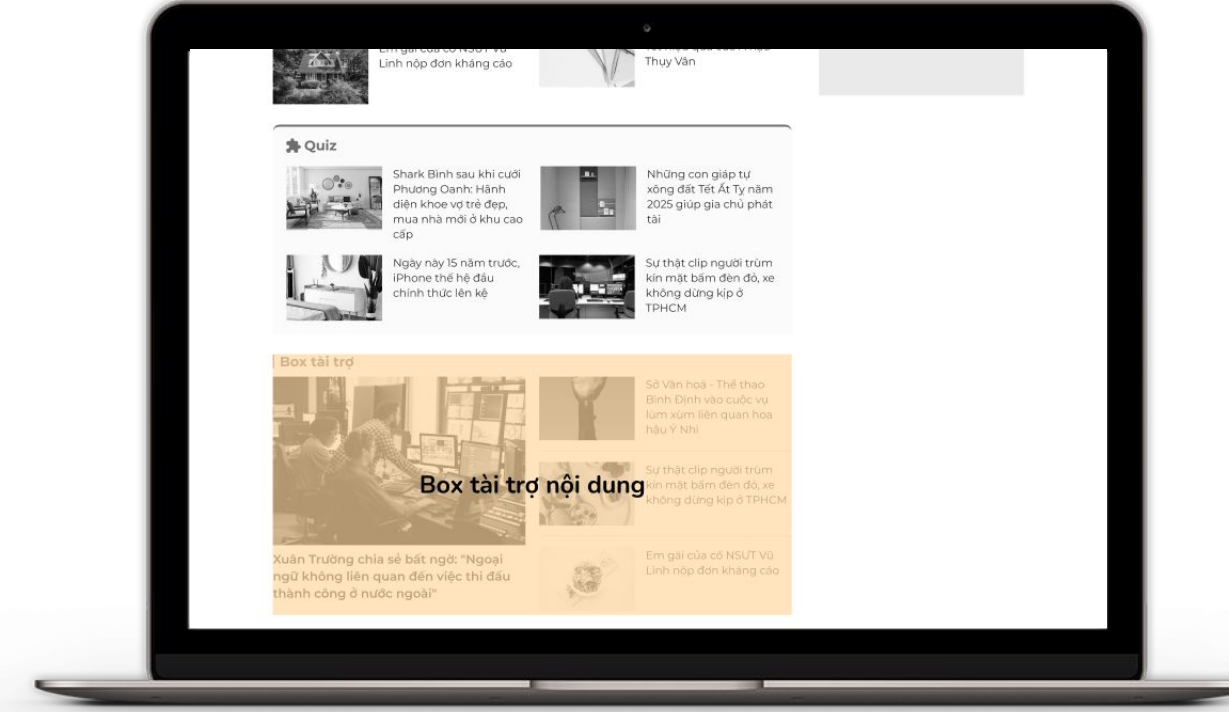 Em gái của cố NSƯT Vũ
Linh nộp đơn kháng cáo
Thụy Vân
Quiz
Shark Bình sau khi cưới
Phương Oanh: Hãnh
diện khoe vợ trẻ đẹp,
mua nhà mới ở khu cao
cấp
Những con giáp tự
xông đất Tết Ất Tỵ năm
2025 giúp gia chủ phát
tài
Ngày này 15 năm trước,
iPhone thế hệ đầu
chính thức lên kệ
Sự thật clip người trùm
kín mặt bấm đèn đỏ, xe
không dừng kịp ở
TPHCM
Box tài trợ
Sở Văn hoá - Thể thao
Bình Định vào cuộc vụ
lùm xùm liên quan hoa
hậu Ý Nhi
Box tài trợ nội dung
Sự thật clip người trùm
kín mặt bấm đèn đỏ, xe
không dừng kịp ở TPHCM
Xuân Trường chia sẻ bất ngờ: "Ngoại
ngữ không liên quan đến việc thi đấu
thành công ở nước ngoài"
Em gái của cố NSƯT Vũ
Linh nộp đơn kháng cáo